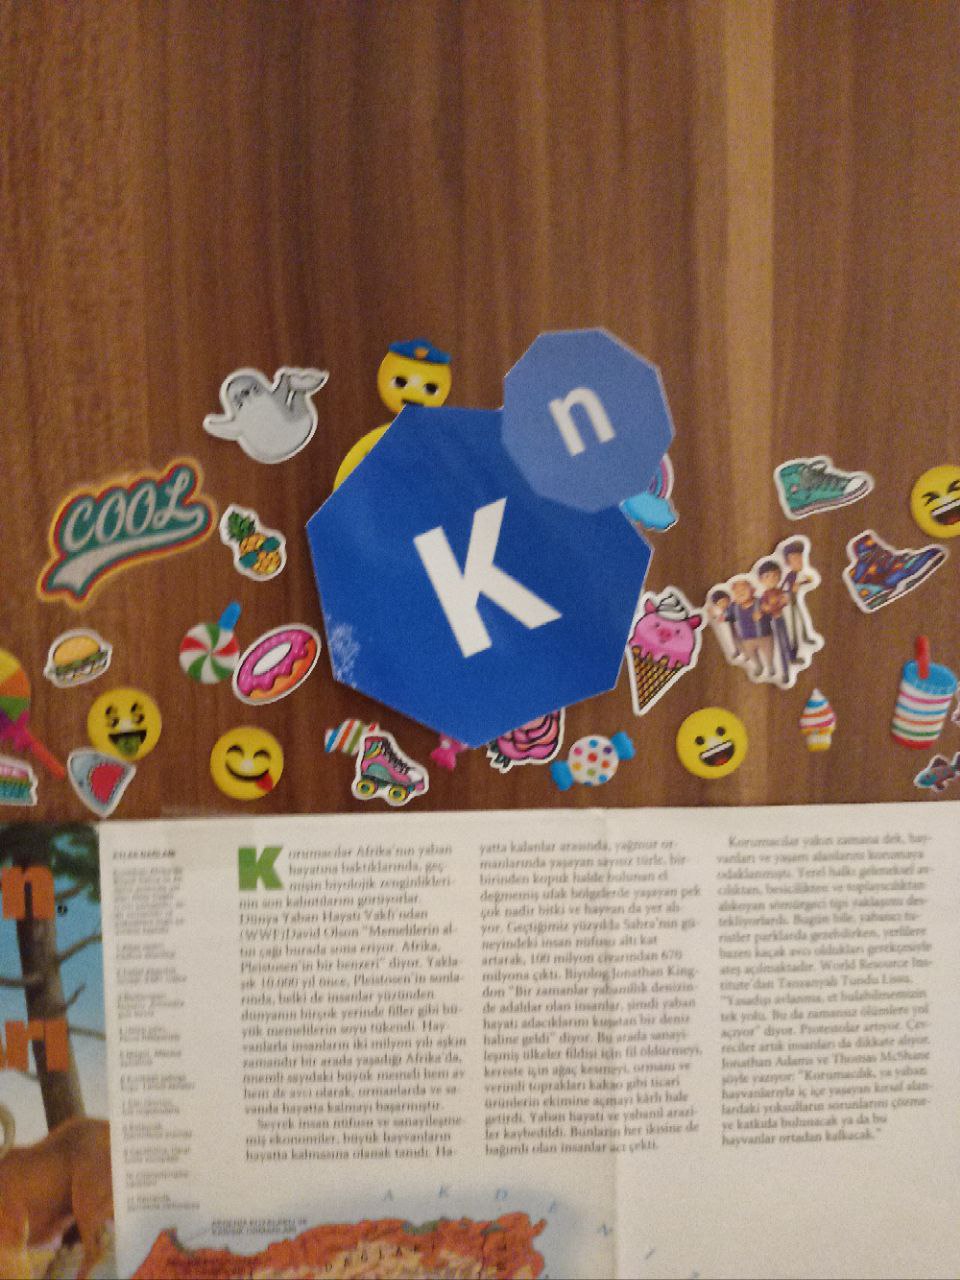 n
K
COOL
n,
arı
Korumacılar Afrika'nın yaban
hayatına baktıklarında, geç-
mişin biyolojik zenginlikleri-
nin son kalıntılarını görüyorlar.
Dünya Yaban Hayatı Vakfı'ndan
(WWF) David Olson "Memelilerin al-
tın çağı burada sona eriyor. Afrika,
Pleistosen'in bir benzeri" diyor. Yakla-
şık 10.000 yıl önce, Pleistosen'in sonla-
rında, belki de insanlar yüzünden
dünyanın birçok yerinde filler gibi bü-
yük memelilerin soyu tükendi. Hay-
vanlarla insanların iki milyon yılı aşkın
zamandır bir arada yaşadığı Afrika'da,
önemli sayıdaki büyük memeli hem av
hem de avcı olarak, ormanlarda ve sa-
vanda hayatta kalmayı başarmıştır.
Seyrek insan nüfusu ve sanayileşme-
miş ekonomiler, büyük hayvanların
hayatta kalmasına olanak tanıdı. Ha-
yatta kalanlar arasında, yağmur or-
manlarında yaşayan sayısız türle, bir-
birinden kopuk halde bulunan el
değmemiş ufak bölgelerde yaşayan pek
çok nadir bitki ve hayvan da yer alı-
yor. Geçtiğimiz yüzyılda Sahra'nın gü-
neyindeki insan nüfusu altı kat
artarak, 100 milyon civarından 670
milyona çıktı. Biyolog Jonathan King-
don "Bir zamanlar yabanıllık denizin-
de adalılar olan insanlar, şimdi yaban
hayatı adacıklarını kuşatan bir deniz
haline geldi" diyor. Bu arada sanayi-
leşmiş ülkeler fildişi için fil öldürmeyi,
kereste için ağaç kesmeyi, ormanı ve
verimli toprakları kakao gibi ticari
ürünlerin ekimine açmayı kârlı hale
getirdi. Yaban hayatı ve yabanıl arazi-
ler kaybedildi. Bunların her ikisine de
bağımlı olan insanlar acı çekti.
Korumacılar yakın zamana dek, hay-
vanları ve yaşam alanlarını korumaya
odaklanmıştı. Yerel halkı geleneksel av-
cılıktan, besicilikten ve toplayıcılıktan
alıkoyan sömürgeci tipi yaklaşımı des-
tekliyorlardı. Bugün bile, yabancı tu-
ristler parklarda gezebilirken, yerlilere
bazen kaçak avcı oldukları gerekçesiyle
ateş açılmaktadır. World Resource Ins-
titute'dan Tanzanyalı Tundu Lissu,
"Yasadışı avlanma, et bulabilmemizin
tek yolu. Bu da zamansız ölümlere yol
açıyor" diyor. Protestolar artıyor. Çev-
reciler artık insanları da dikkate alıyor.
Jonathan Adams ve Thomas McShane
şöyle yazıyor: "Korumacılık, ya yaban
hayvanlarıyla iç içe yaşayan kırsal alan-
lardaki yoksulların sorunlarını çözme-
ye katkıda bulunacak ya da bu
hayvanlar ortadan kalkacak."
A K D E N